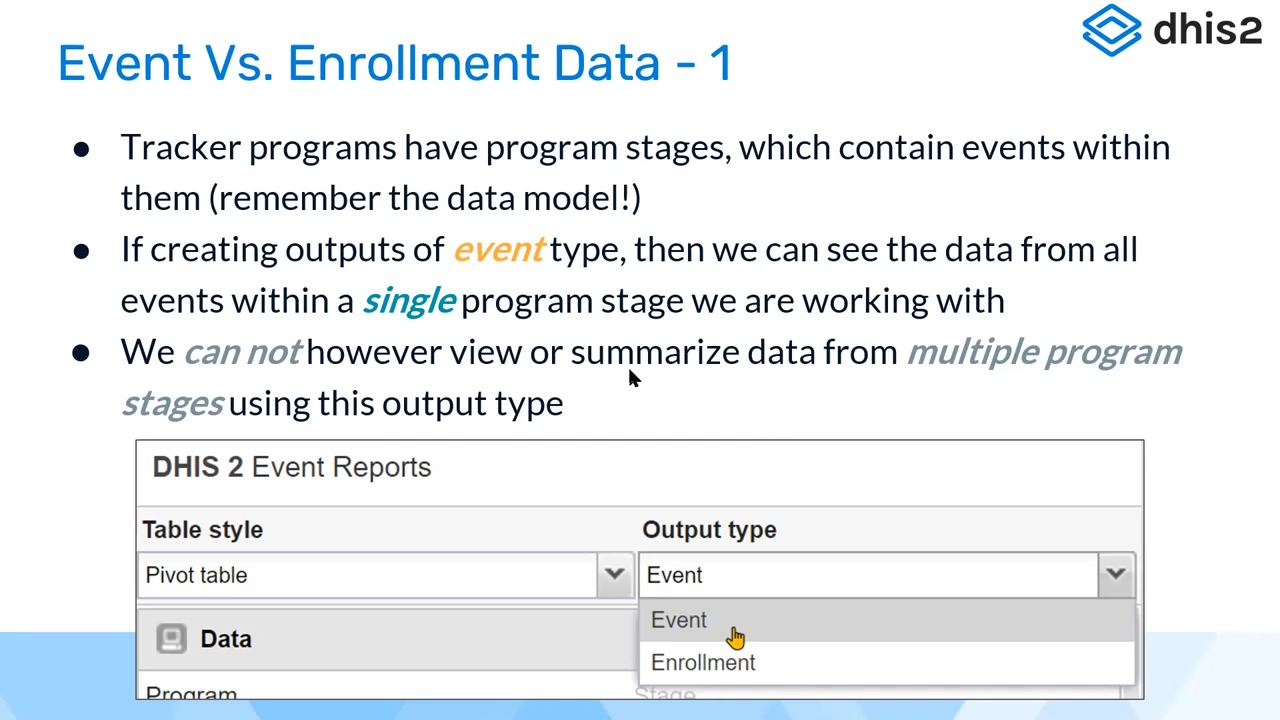 dhis2
Event Vs. Enrollment Data - 1
● Tracker programs have program stages, which contain events within
them (remember the data model!)
● If creating outputs of event type, then we can see the data from all
events within a single program stage we are working with
● We can not however view or summarize data from multiple program
stages using this output type
DHIS 2 Event Reports
Table style Output type
Pivot table Event
Event
Data
Enrollment
Program Stage